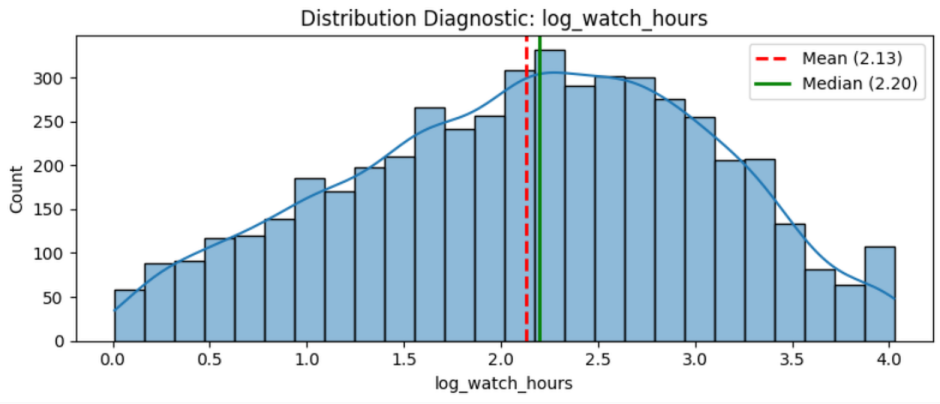 Distribution Diagnostic: log_watch_hours
Mean (2.13)
Median (2.20)
Count
300
250
200
150
100
50
0
0.0 0.5 1.0 1.5 2.0 2.5 3.0 3.5 4.0
log_watch_hours